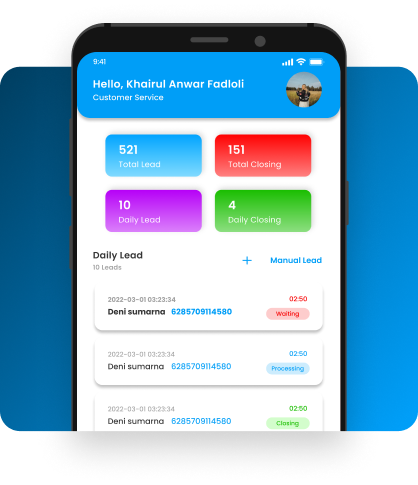 9:41
Hello, Khairul Anwar Fadloli
Customer Service
521
Total Lead
151
Total Closing
10
Daily Lead
4
Daily Closing
Daily Lead
10 Leads
+ Manual Lead
2022-03-01 03:23:34
02:50
Deni sumarna 6285709114580
Waiting
2022-03-01 03:23:34
02:50
Deni sumarna 6285709114580
Processing
2022-03-01 03:23:34
02:50
Deni sumarna 6285709114580
Closing